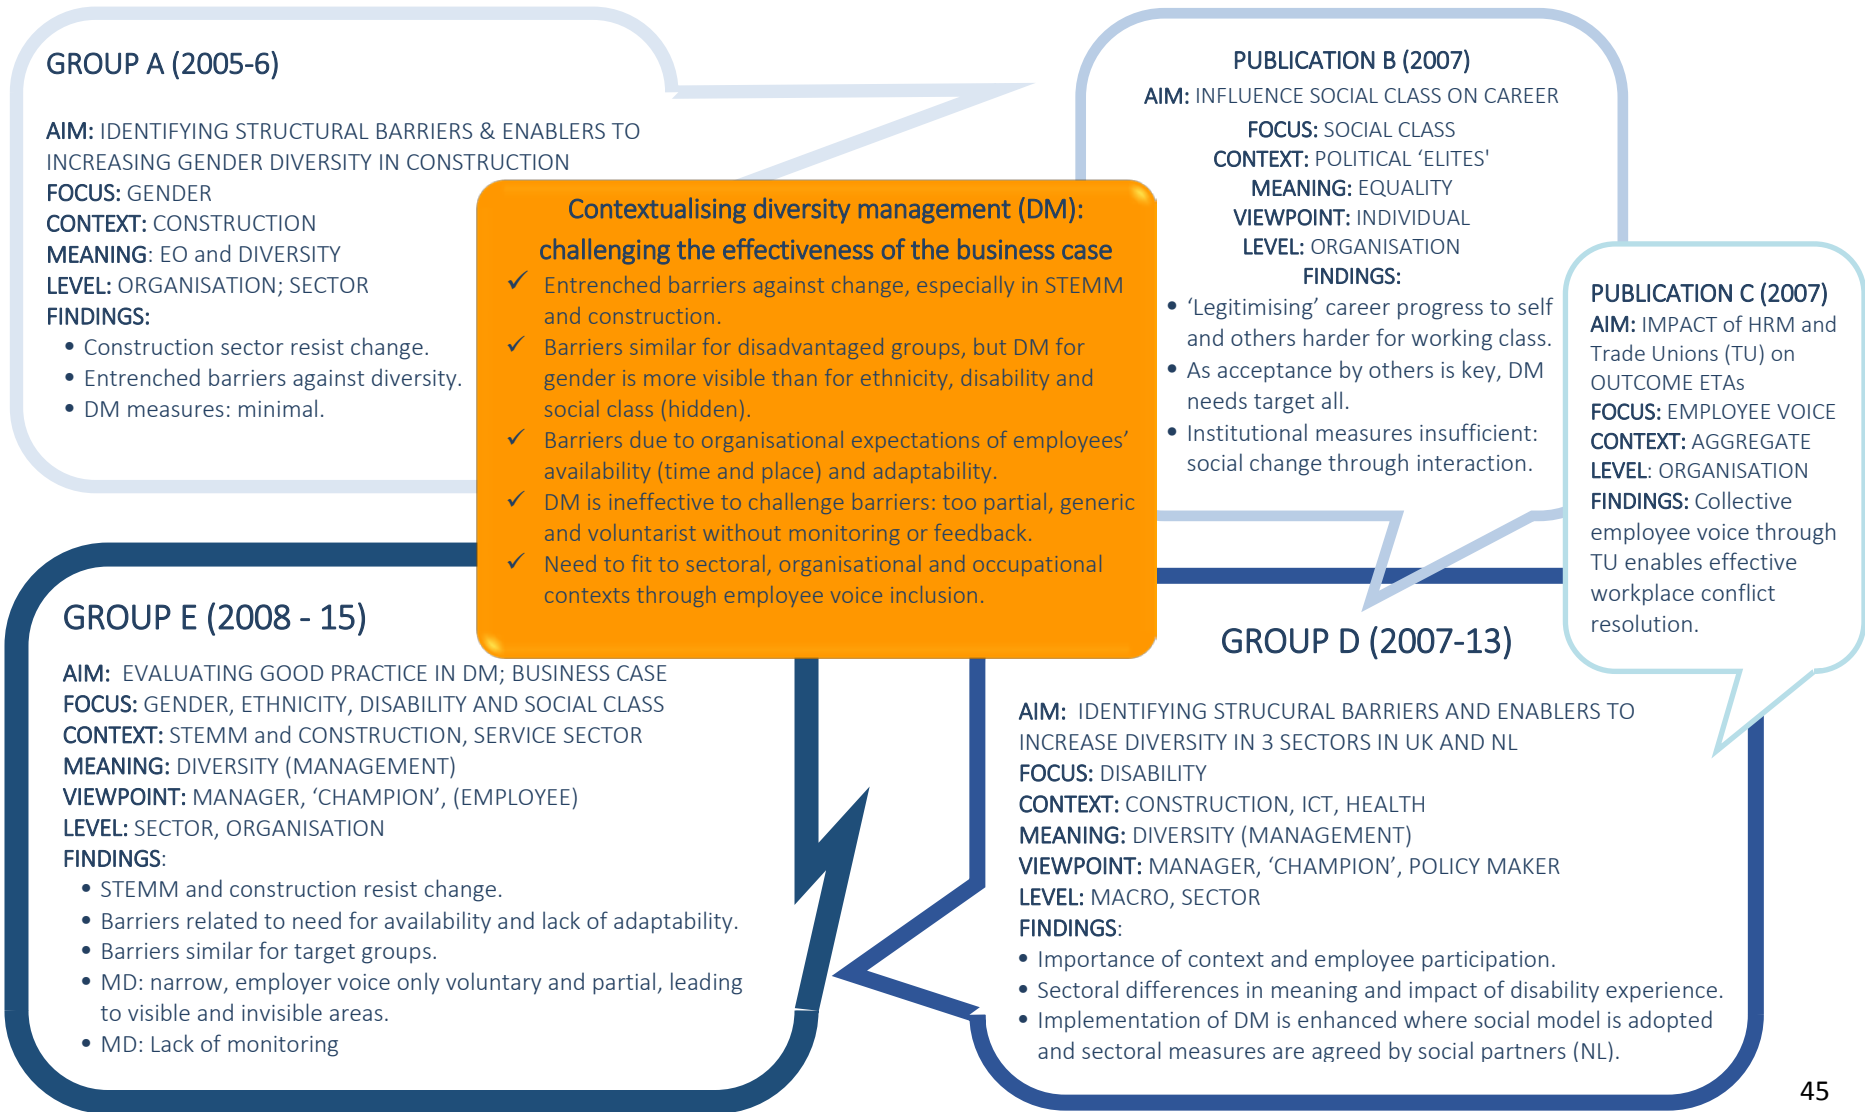 GROUP A (2005-6)
AIM: IDENTIFYING STRUCTURAL BARRIERS & ENABLERS TO
INCREASING GENDER DIVERSITY IN CONSTRUCTION
FOCUS: GENDER
CONTEXT: CONSTRUCTION
MEANING: EO and DIVERSITY
LEVEL: ORGANISATION; SECTOR
FINDINGS:
• Construction sector resist change.
• Entrenched barriers against diversity.
• DM measures: minimal.
PUBLICATION B (2007)
AIM: INFLUENCE SOCIAL CLASS ON CAREER
FOCUS: SOCIAL CLASS
CONTEXT: POLITICAL ‘ELITES'
MEANING: EQUALITY
VIEWPOINT: INDIVIDUAL
LEVEL: ORGANISATION
FINDINGS:
• ‘Legitimising’ career progress to self
and others harder for working class.
• As acceptance by others is key, DM
needs target all.
• Institutional measures insufficient:
social change through interaction.
PUBLICATION C (2007)
AIM: IMPACT of HRM and
Trade Unions (TU) on
OUTCOME ETAs
FOCUS: EMPLOYEE VOICE
CONTEXT: AGGREGATE
LEVEL: ORGANISATION
FINDINGS: Collective
employee voice through
TU enables effective
workplace conflict
resolution.
Contextualising diversity management (DM):
challenging the effectiveness of the business case
✓ Entrenched barriers against change, especially in STEMM
and construction.
✓ Barriers similar for disadvantaged groups, but DM for
gender is more visible than for ethnicity, disability and
social class (hidden).
✓ Barriers due to organisational expectations of employees’
availability (time and place) and adaptability.
✓ DM is ineffective to challenge barriers: too partial, generic
and voluntarist without monitoring or feedback.
✓ Need to fit to sectoral, organisational and occupational
contexts through employee voice inclusion.
GROUP E (2008 - 15)
AIM: EVALUATING GOOD PRACTICE IN DM; BUSINESS CASE
FOCUS: GENDER, ETHNICITY, DISABILITY AND SOCIAL CLASS
CONTEXT: STEMM and CONSTRUCTION, SERVICE SECTOR
MEANING: DIVERSITY (MANAGEMENT)
VIEWPOINT: MANAGER, ‘CHAMPION’, (EMPLOYEE)
LEVEL: SECTOR, ORGANISATION
FINDINGS:
• STEMM and construction resist change.
• Barriers related to need for availability and lack of adaptability.
• Barriers similar for target groups.
• MD: narrow, employer voice only voluntary and partial, leading
to visible and invisible areas.
• MD: Lack of monitoring
GROUP D (2007-13)
AIM: IDENTIFYING STRUCURAL BARRIERS AND ENABLERS TO
INCREASE DIVERSITY IN 3 SECTORS IN UK AND NL
FOCUS: DISABILITY
CONTEXT: CONSTRUCTION, ICT, HEALTH
MEANING: DIVERSITY (MANAGEMENT)
VIEWPOINT: MANAGER, ‘CHAMPION’, POLICY MAKER
LEVEL: MACRO, SECTOR
FINDINGS:
• Importance of context and employee participation.
• Sectoral differences in meaning and impact of disability experience.
• Implementation of DM is enhanced where social model is adopted
and sectoral measures are agreed by social partners (NL).
45